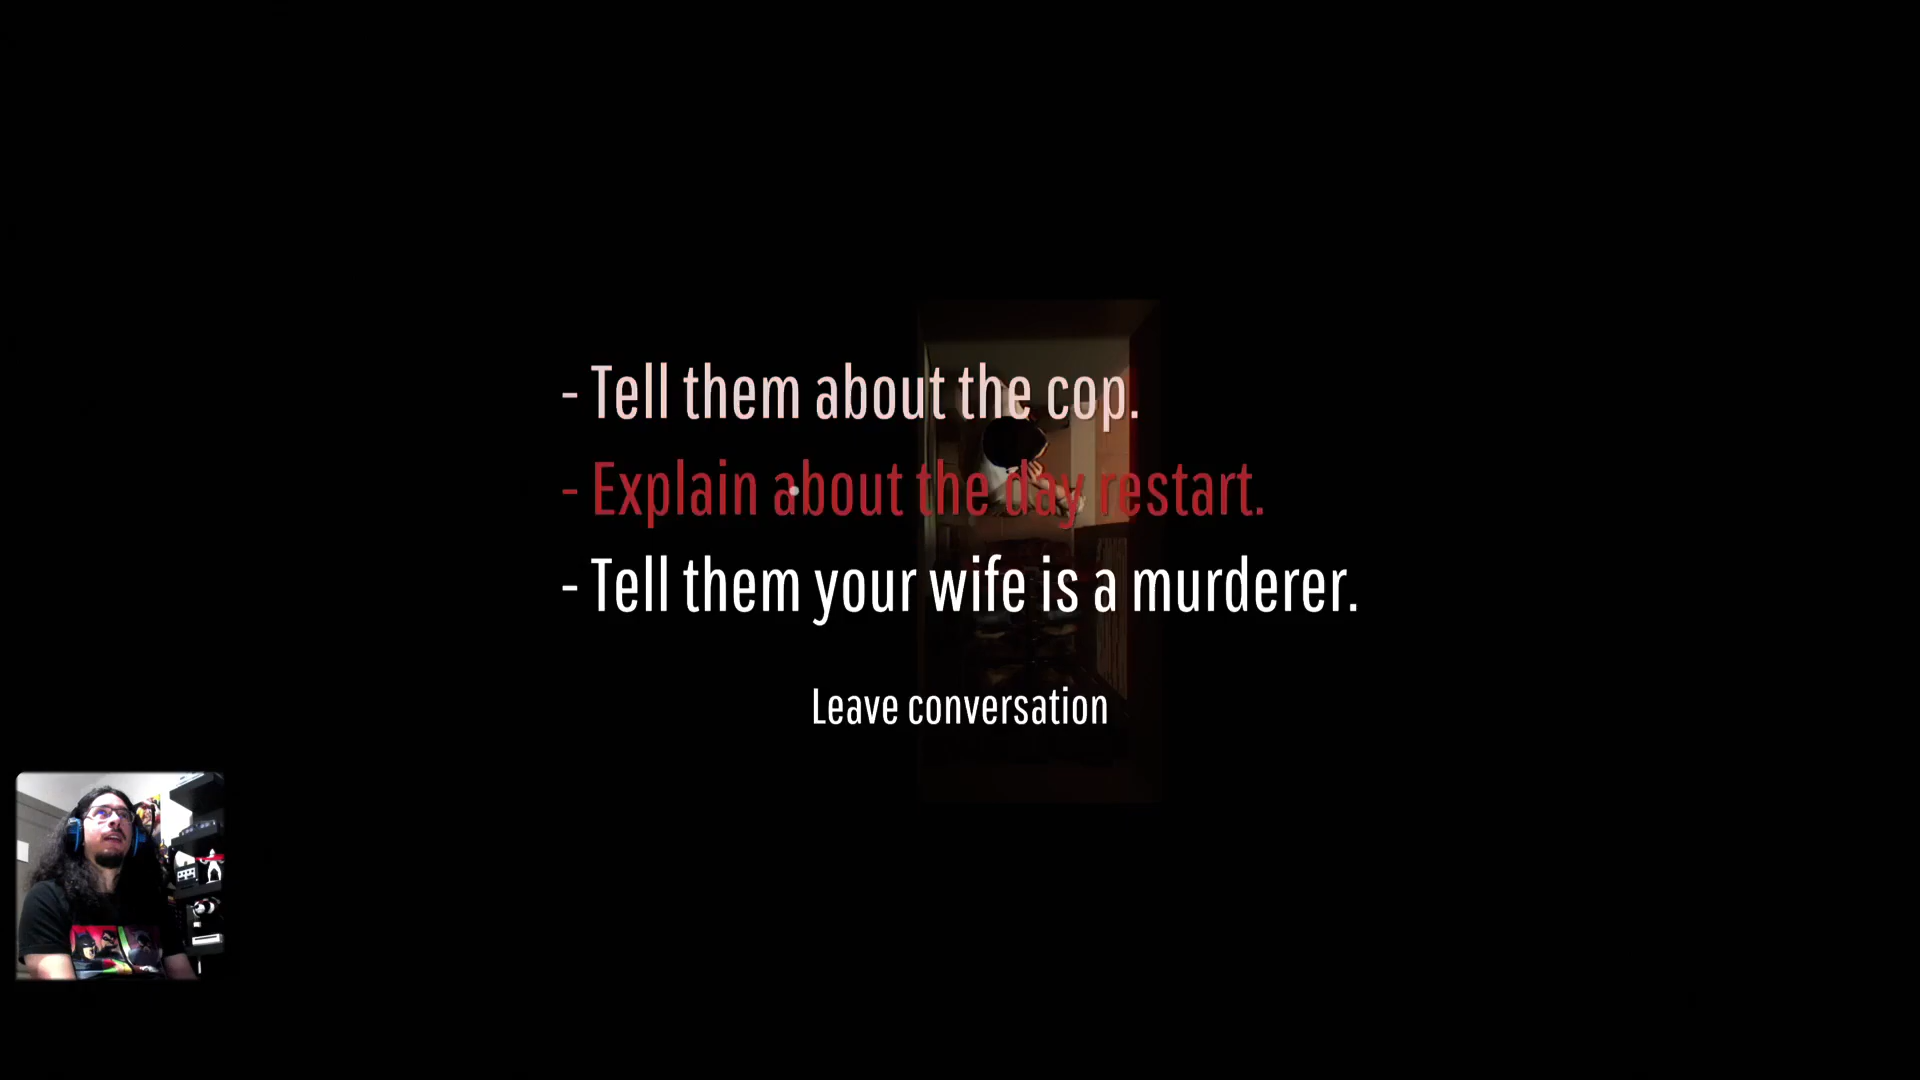 - Tell them about the cop.
- Explain about the day restart.
- Tell them your wife is a murderer.
Leave conversation